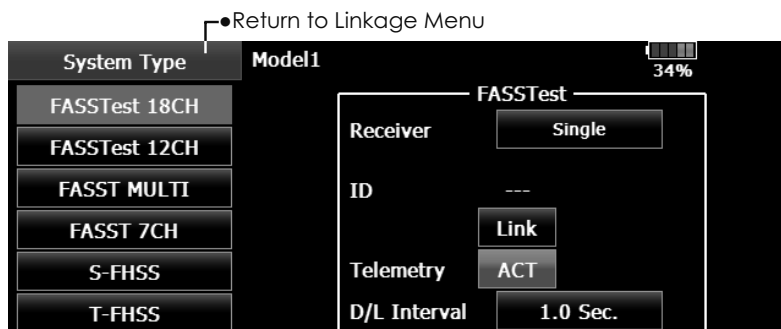 ●Return to Linkage Menu
System Type
Model1
34%
FASSTest 18CH
FASSTest 12CH
FASST MULTI
FASST 7CH
S-FHSS
T-FHSS
FASSTest
Receiver Single
ID ---
Link
Telemetry ACT
D/L Interval 1.0 Sec.